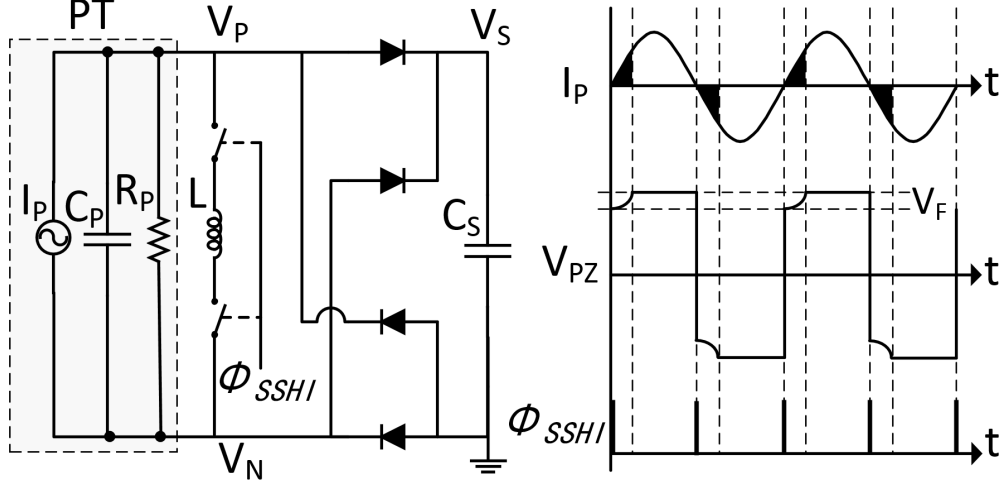 PT
V_P
V_S
I_P
C_P
R_P
L
C_S
Φ_SSHI
V_N
I_P
t
V_F
V_PZ
t
Φ_SSHI
t